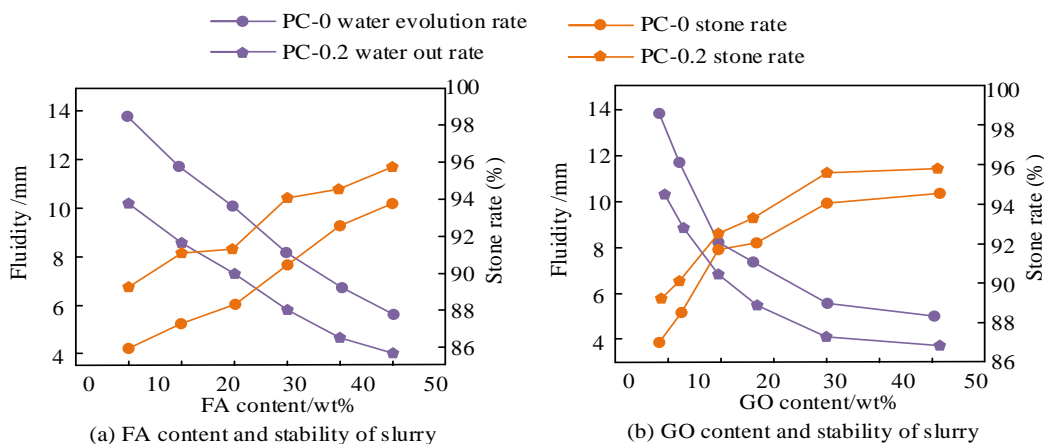 PC-0 water evolution rate
PC-0 stone rate
PC-0.2 water out rate
PC-0.2 stone rate
14
12
10
8
6
4
Fluidity /mm
100
98
96
94
92
90
88
86
Stone rate (%)
0 10 20 30 40 50
FA content/wt%
(a) FA content and stability of slurry
14
12
10
8
6
4
Fluidity /mm
100
98
96
94
92
90
88
87
86
Stone rate (%)
0 10 20 30 40 50
GO content/wt%
(b) GO content and stability of slurry